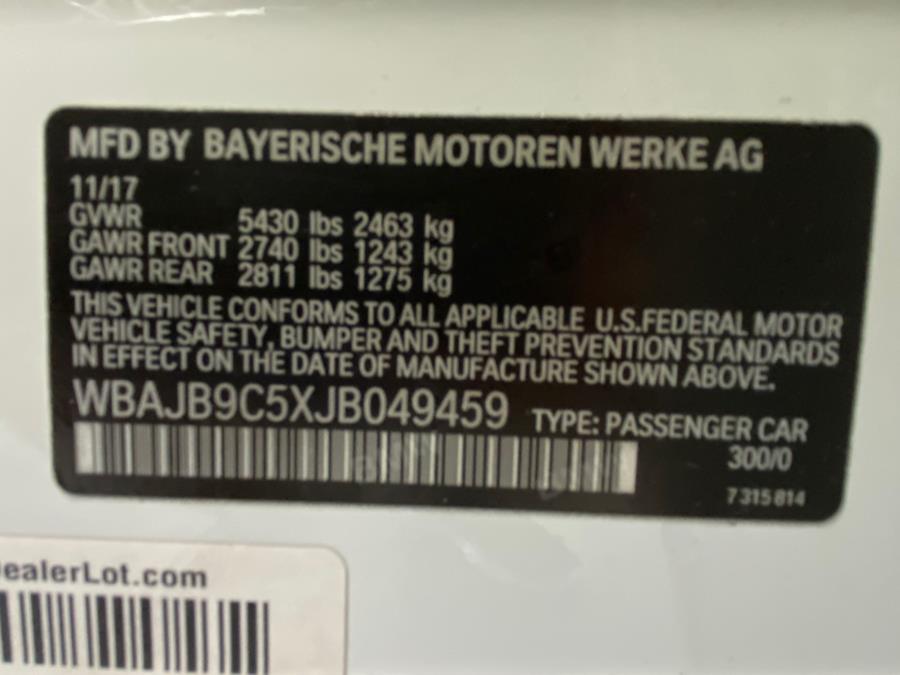 MFD BY BAYERISCHE MOTOREN WERKE AG
11/17
GVWR 5430 lbs 2463 kg
GAWR FRONT 2740 lbs 1243 kg
GAWR REAR 2811 lbs 1275 kg
THIS VEHICLE CONFORMS TO ALL APPLICABLE U.S.FEDERAL MOTOR
VEHICLE SAFETY, BUMPER AND THEFT PREVENTION STANDARDS
IN EFFECT ON THE DATE OF MANUFACTURE SHOWN ABOVE.
WBAJB9C5XJB049459 TYPE: PASSENGER CAR
300/0
7 315 814
ealerLot.com